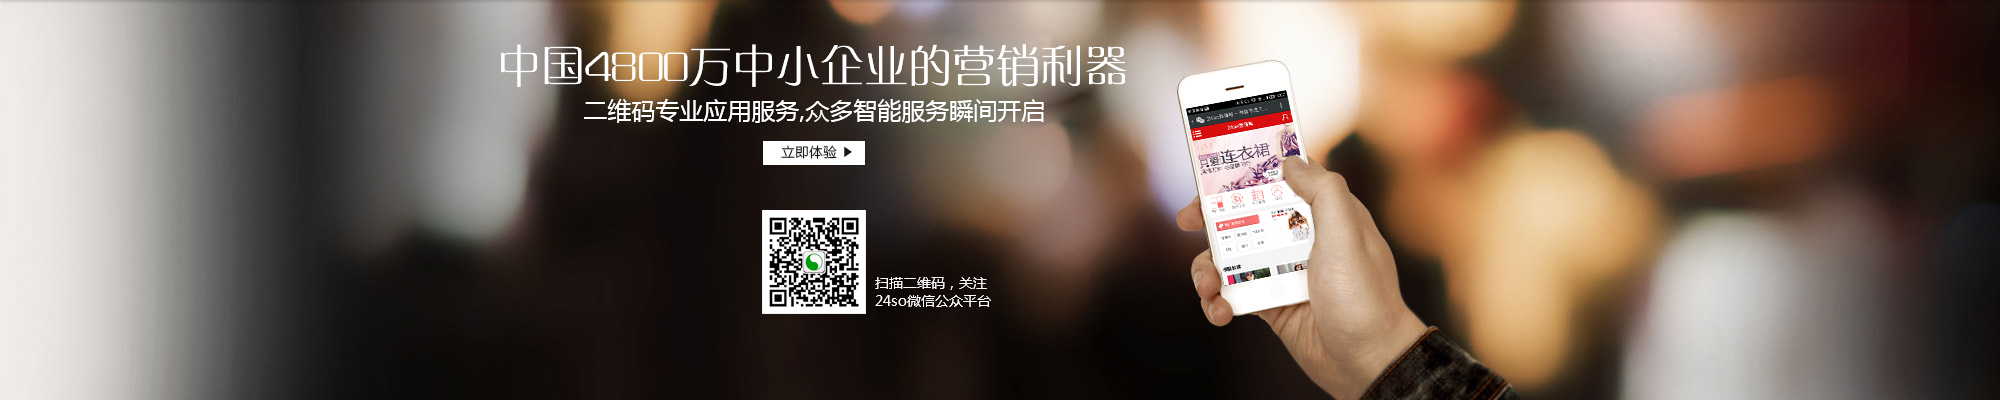 中国4800万中小企业的营销利器
二维码专业应用服务,众多智能服务瞬间开启
立即体验
扫描二维码，关注
24so微信公众平台
连衣裙